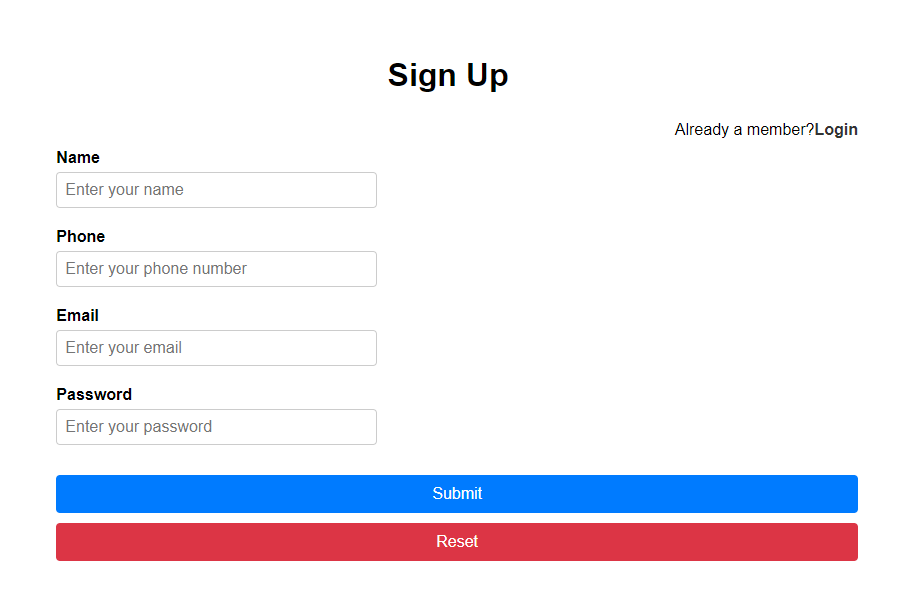 Sign Up
Already a member?Login
Name
Enter your name
Phone
Enter your phone number
Email
Enter your email
Password
Enter your password
Submit
Reset